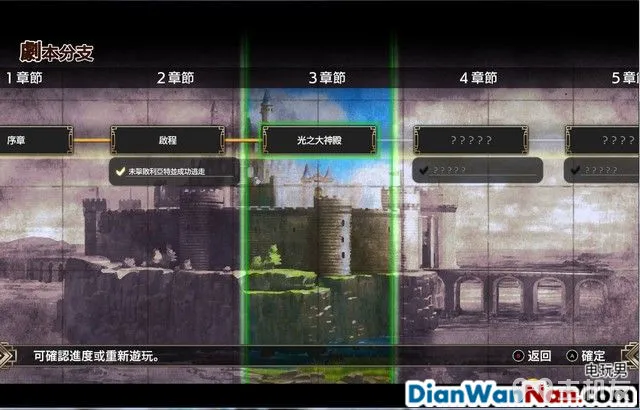 劇本分支
1章節
2章節
3章節
4章節
5章
序章
啟程
光之大神殿
?????
????
未擊敗利亞特並成功逃走
?????
?????
可確認進度或重新遊玩。
B 返回
A 確定
电玩男
DianWanNan.com